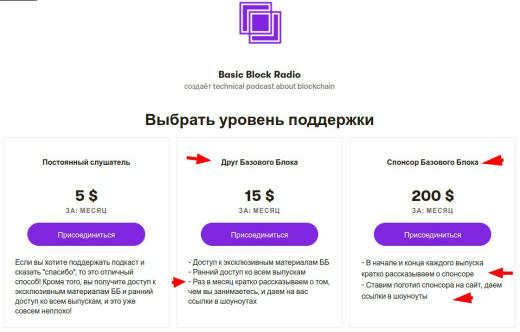 Basic Block Radio
создаёт technical podcast about blockchain
Выбрать уровень поддержки
Постоянный слушатель
5 $
ЗА: МЕСЯЦ
Присоединиться
Если вы хотите поддержать подкаст и
сказать "спасибо", то это отличный
способ! Кроме того, вы получите доступ к
эксклюзивным материалам ББ и ранний
доступ ко всем выпускам, и это уже
совсем неплохо!
Друг Базового Блока
15 $
ЗА: МЕСЯЦ
Присоединиться
- Доступ к эксклюзивным материалам ББ
- Ранний доступ ко всем выпускам
- Раз в месяц кратко рассказываем о том,
чем вы занимаетесь, и даем на вас
ссылки в шоуноутах
Спонсор Базового Блока
200 $
ЗА: МЕСЯЦ
Присоединиться
- В начале и конце каждого выпуска
кратко рассказываем о спонсоре
- Ставим логотип спонсора на сайт, даем
ссылки в шоуноуты